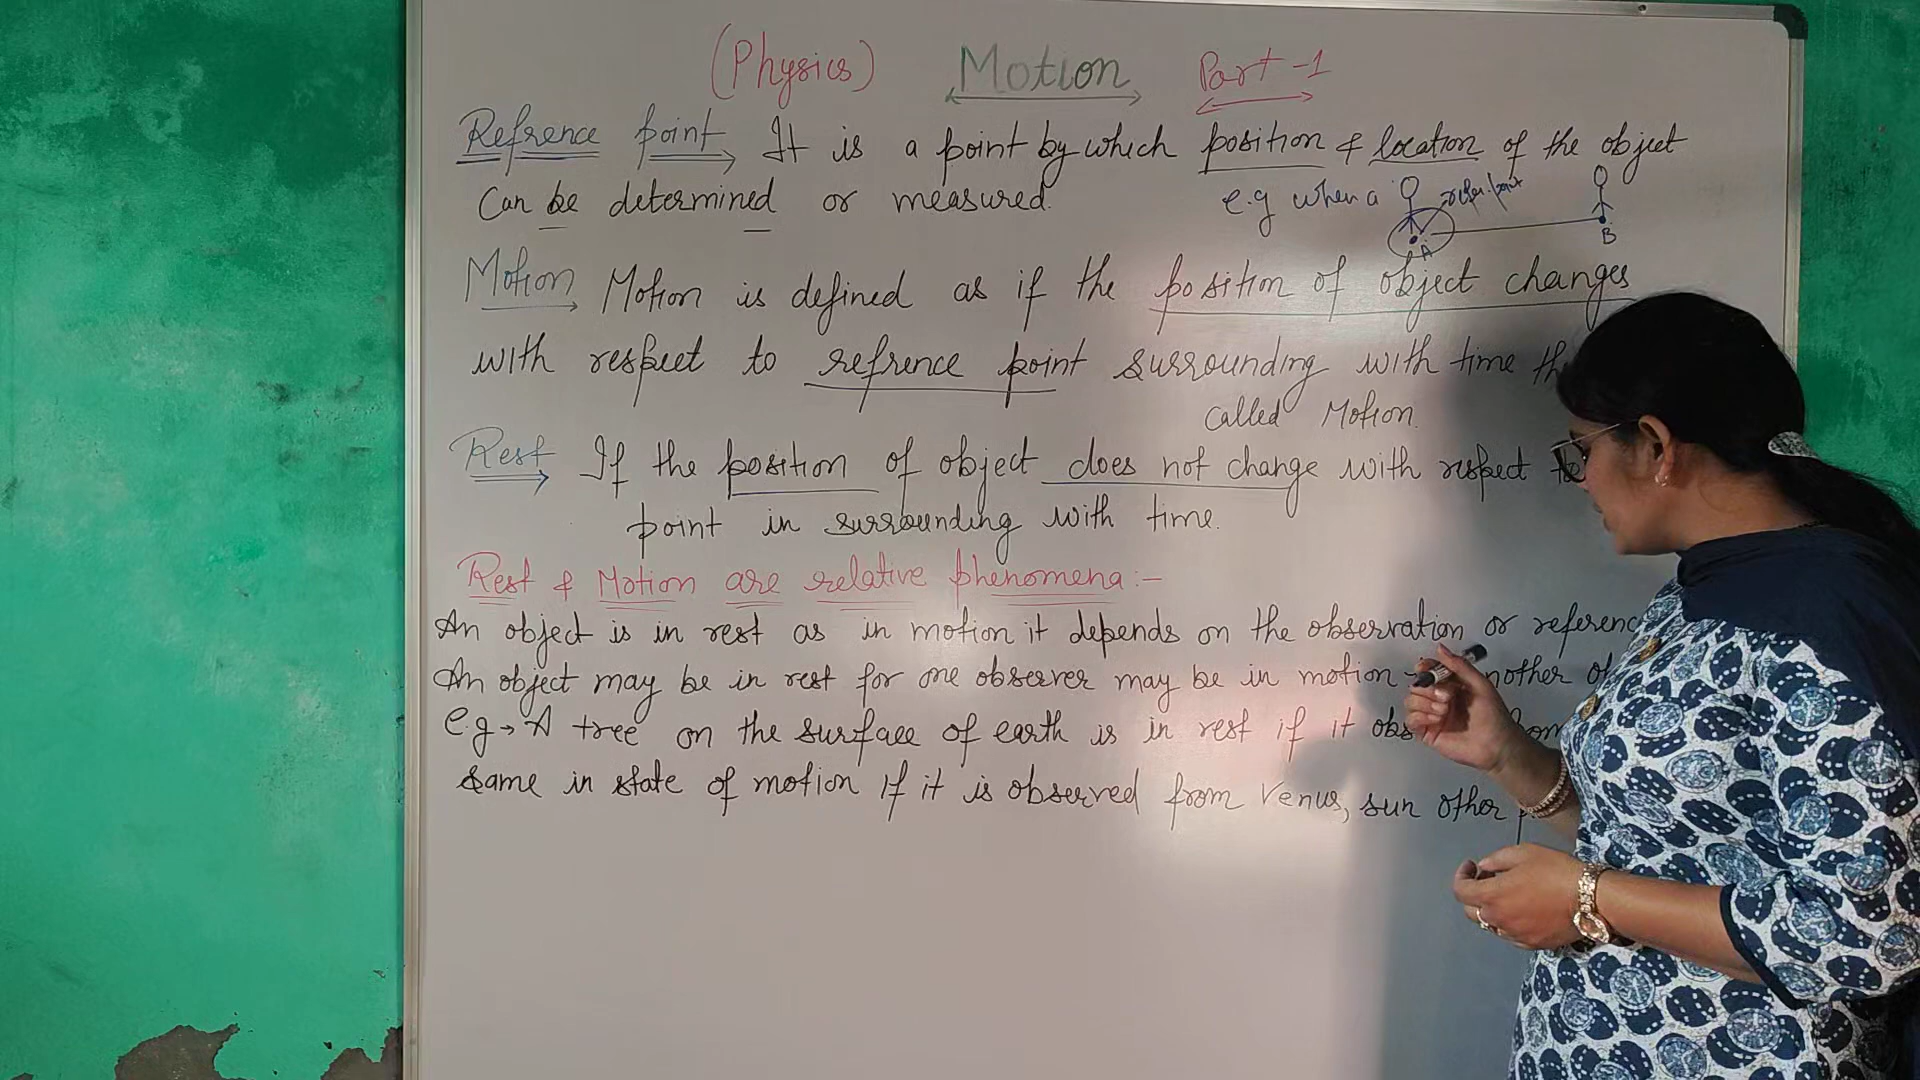 (Physics) Motion Part-1
Refrence point It is a point by which position & location of the object
Can be determined or measured.
e.g when a refer. point
A B
Motion Motion is defined as if the position of object changes
with respect to refrence point surrounding with time
called Motion.
Rest If the position of object does not change with respect to
point in surrounding with time.
Rest & Motion are relative phenomena:-
An object is in rest as in motion it depends on the observation or
An object may be in rest for one observer may be in motion
e.g→ A tree on the surface of earth is in rest if it
same in state of motion If it is observed from Venus, sun other